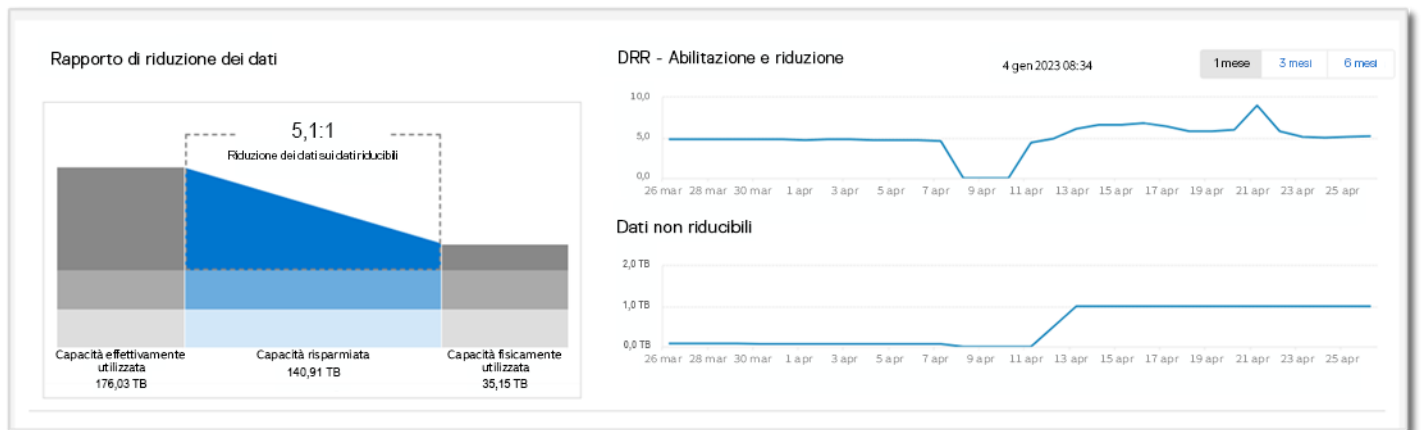 Rapporto di riduzione dei dati
5,1:1
Riduzione dei dati sui dati riducibili
Capacità effettivamente
utilizzata
176,03 TB
Capacità risparmiata
140,91 TB
Capacità fisicamente
utilizzata
35,15 TB
DRR - Abilitazione e riduzione
4 gen 2023 08:34
1 mese 3 mesi 6 mesi
10,0
5,0
0,0
26 mar 28 mar 30 mar 1 apr 3 apr 5 apr 7 apr 9 apr 11 apr 13 apr 15 apr 17 apr 19 apr 21 apr 23 apr 25 apr
Dati non riducibili
2,0 TB
1,0 TB
0,0 TB
26 mar 28 mar 30 mar 1 apr 3 apr 5 apr 7 apr 9 apr 11 apr 13 apr 15 apr 17 apr 19 apr 21 apr 23 apr 25 apr